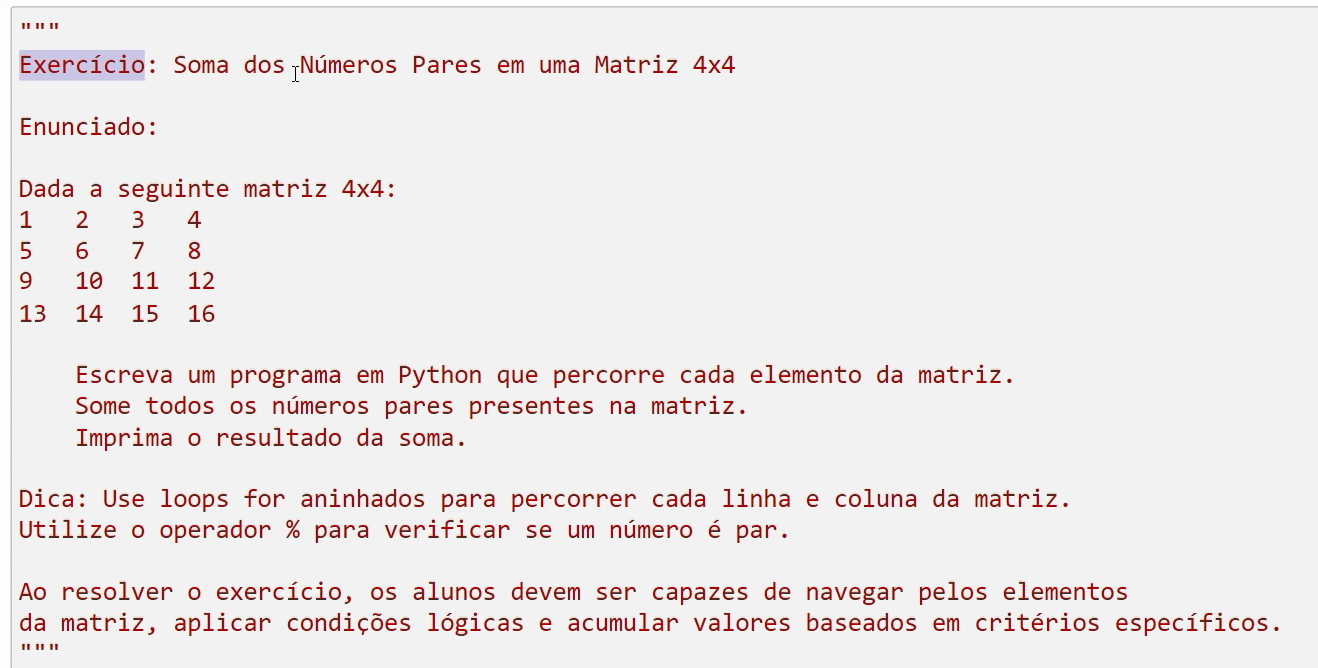 """
Exercício: Soma dos Números Pares em uma Matriz 4x4
Enunciado:
Dada a seguinte matriz 4x4:
1 2 3 4
5 6 7 8
9 10 11 12
13 14 15 16
Escreva um programa em Python que percorre cada elemento da matriz.
Some todos os números pares presentes na matriz.
Imprima o resultado da soma.
Dica: Use loops for aninhados para percorrer cada linha e coluna da matriz.
Utilize o operador % para verificar se um número é par.
Ao resolver o exercício, os alunos devem ser capazes de navegar pelos elementos
da matriz, aplicar condições lógicas e acumular valores baseados em critérios específicos.
"""